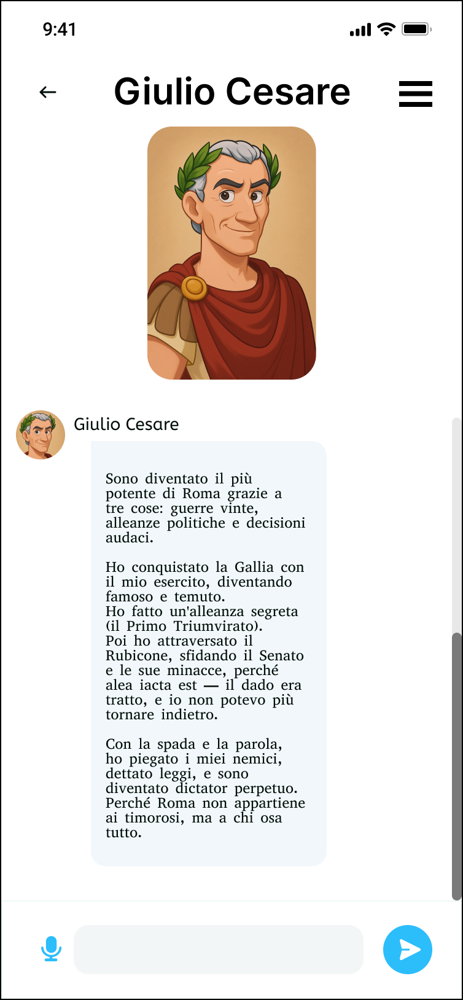 9:41
Giulio Cesare
Giulio Cesare
Sono diventato il più
potente di Roma grazie a
tre cose: guerre vinte,
alleanze politiche e decisioni
audaci.
Ho conquistato la Gallia con
il mio esercito, diventando
famoso e temuto.
Ho fatto un'alleanza segreta
(il Primo Triumvirato).
Poi ho attraversato il
Rubicone, sfidando il Senato
e le sue minacce, perché
alea iacta est — il dado era
tratto, e io non potevo più
tornare indietro.
Con la spada e la parola,
ho piegato i miei nemici,
dettato leggi, e sono
diventato dictator perpetuo.
Perché Roma non appartiene
ai timorosi, ma a chi osa
tutto.